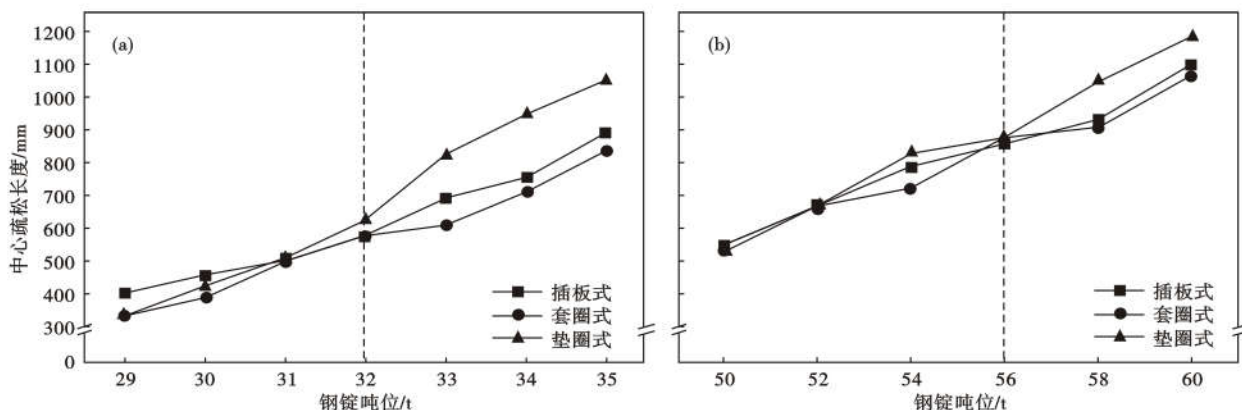 (a)
中心疏松长度/mm
1200
1100
1000
900
800
700
600
500
400
300
0
插板式
套圈式
垫圈式
29 30 31 32 33 34 35
钢锭吨位/t
(b)
插板式
套圈式
垫圈式
50 52 54 56 58 60
钢锭吨位/t